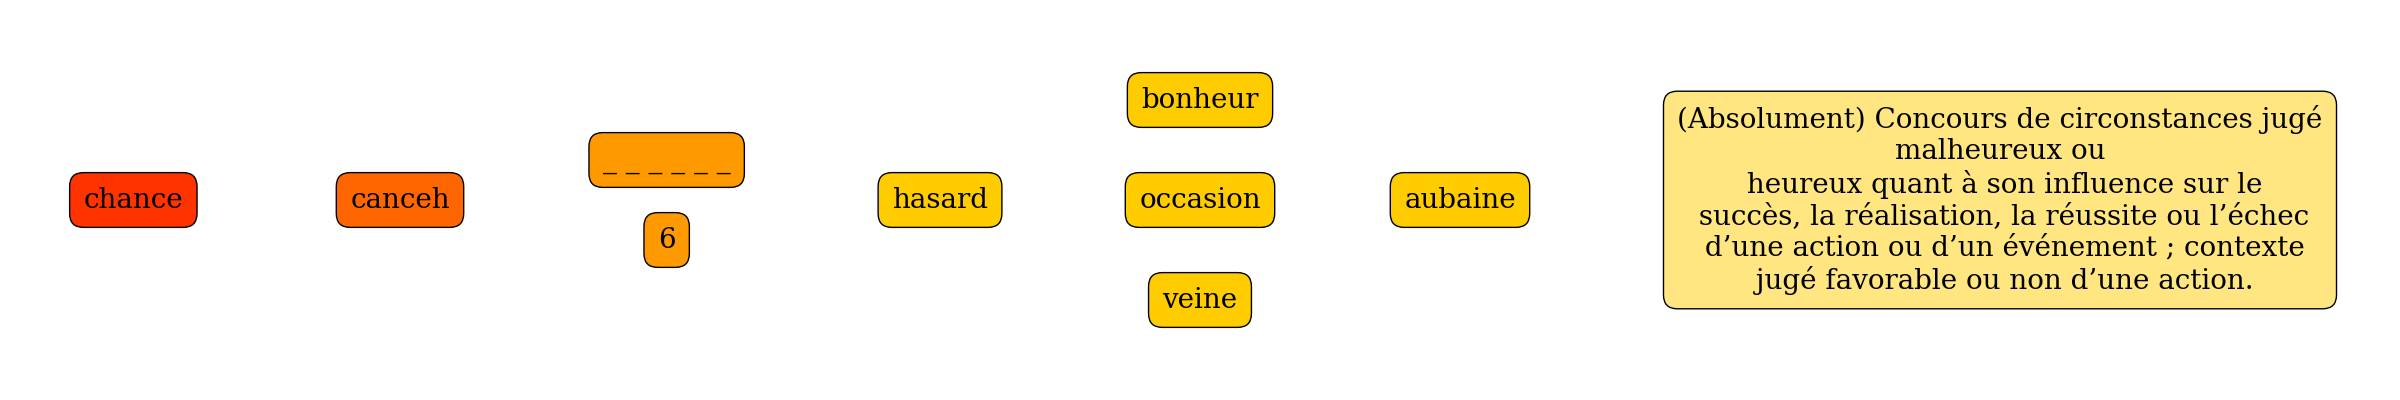 chance
canceh
_ _ _ _ _ _
6
hasard
bonheur
occasion
veine
aubaine
(Absolument) Concours de circonstances jugé
malheureux ou
heureux quant à son influence sur le
succès, la réalisation, la réussite ou l’échec
d’une action ou d’un événement ; contexte
jugé favorable ou non d’une action.